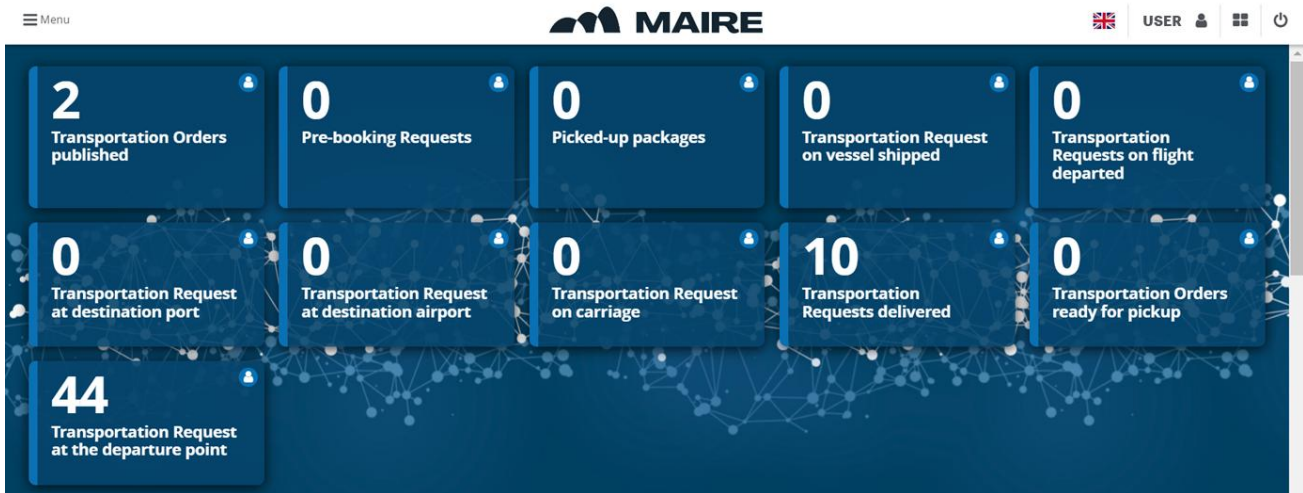 Menu
MAIRE
USER
2
Transportation Orders
published
0
Pre-booking Requests
0
Picked-up packages
0
Transportation Request
on vessel shipped
0
Transportation
Requests on flight
departed
0
Transportation Request
at destination port
0
Transportation Request
at destination airport
0
Transportation Request
on carriage
10
Transportation
Requests delivered
0
Transportation Orders
ready for pickup
44
Transportation Request
at the departure point